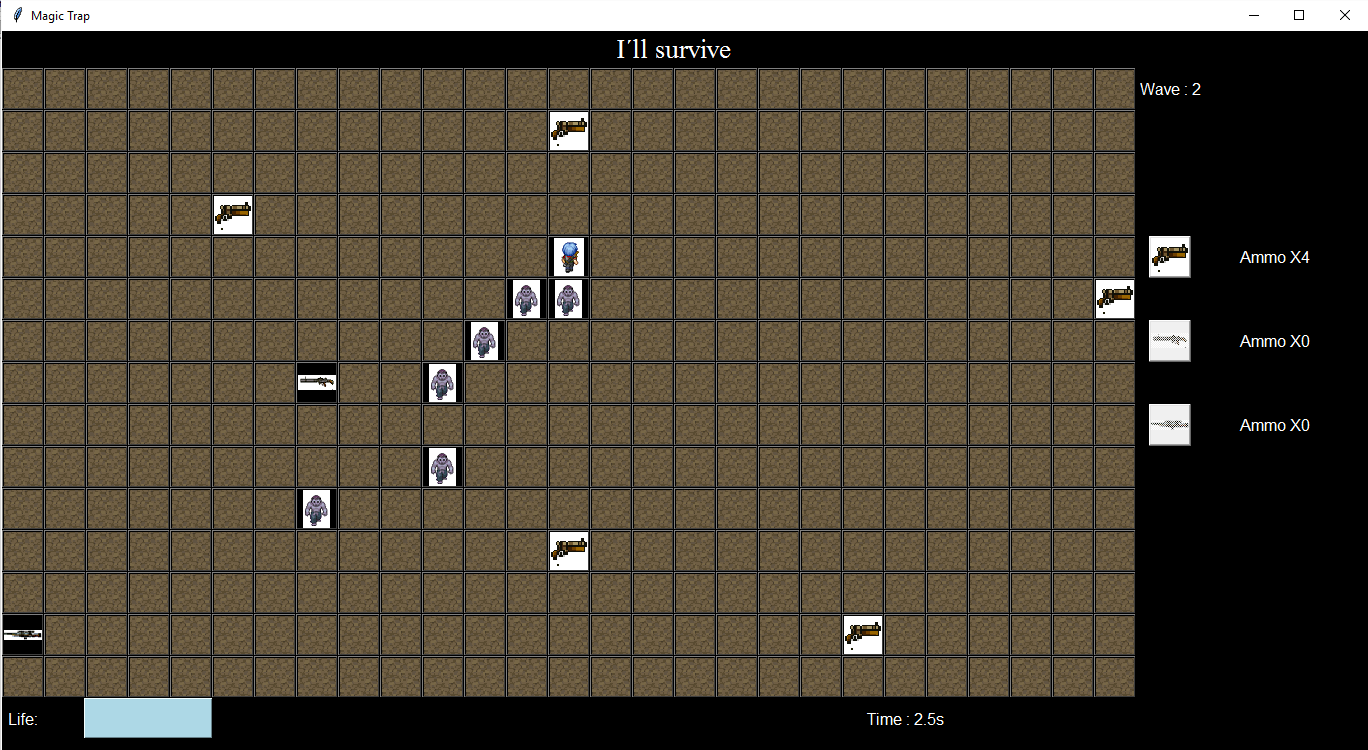 Magic Trap
I´ll survive
Wave : 2
Ammo X4
Ammo X0
Ammo X0
Life:
Time : 2.5s